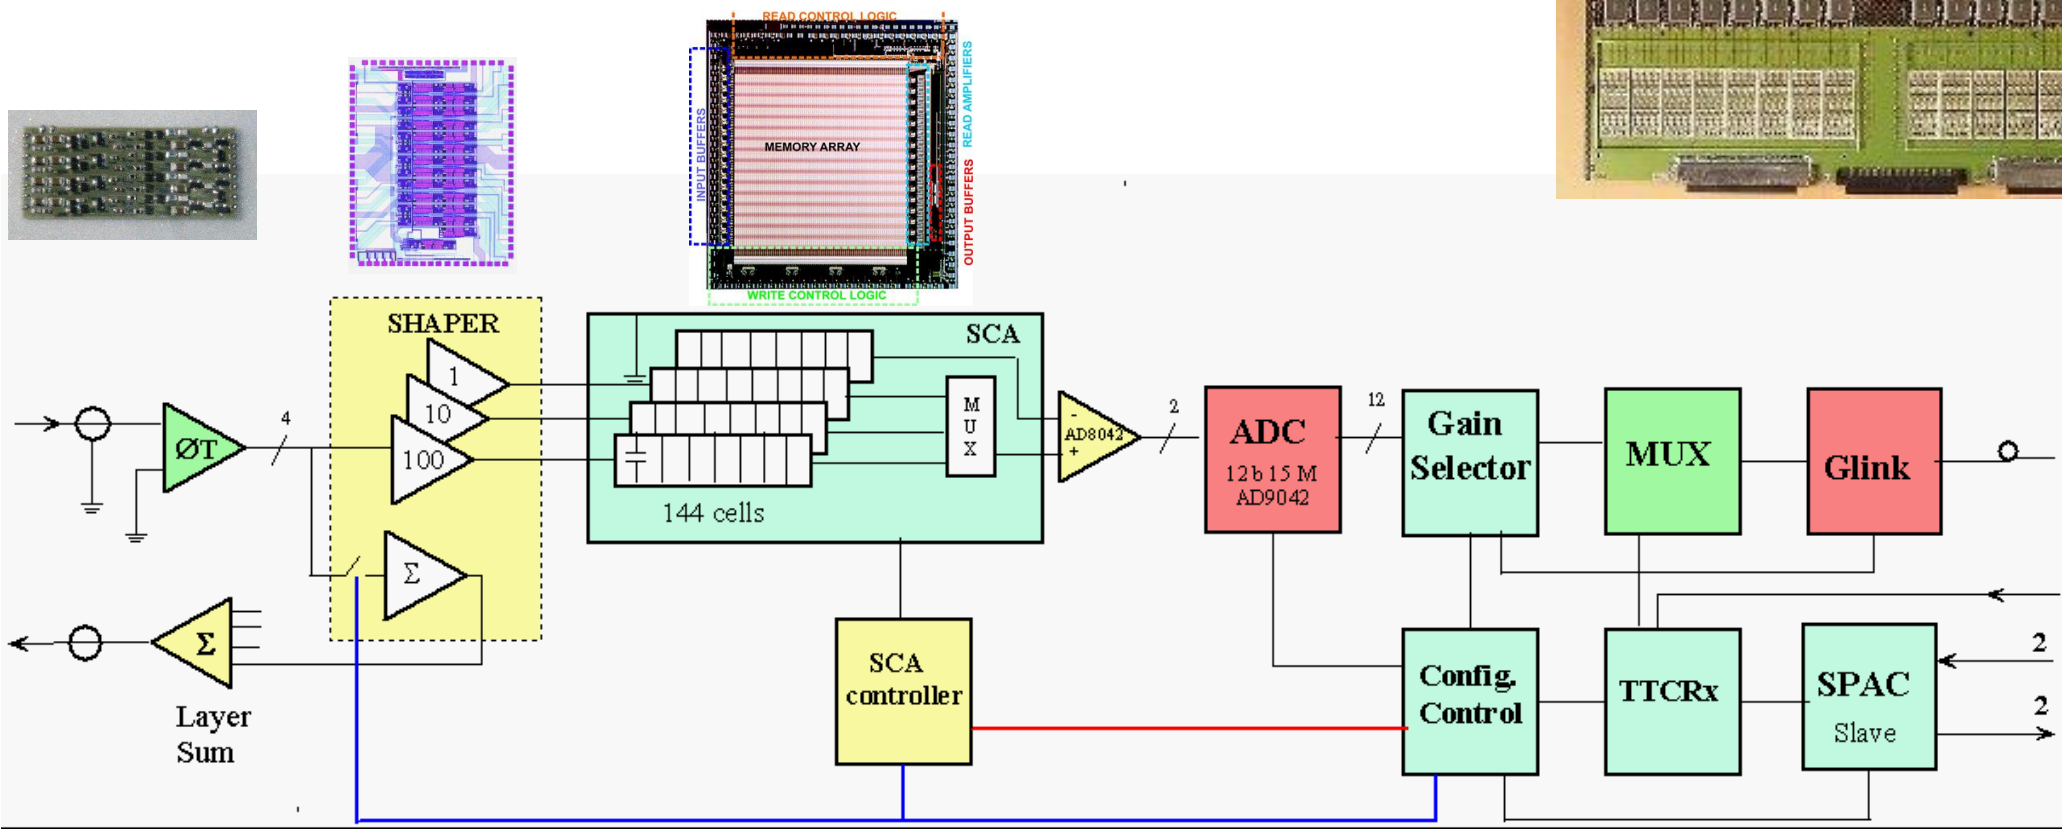 READ CONTROL LOGIC
INPUT BUFFERS
MEMORY ARRAY
READ AMPLIFIERS
OUTPUT BUFFERS
WRITE CONTROL LOGIC
SHAPER
1
10
100
Σ
ØT
4
SCA
MUX
144 cells
-
AD8042
+
2
ADC
12 b 15 M
AD9042
12
Gain
Selector
MUX
Glink
Σ
Layer
Sum
SCA
controller
Config.
Control
TTCRx
SPAC
Slave
2
2